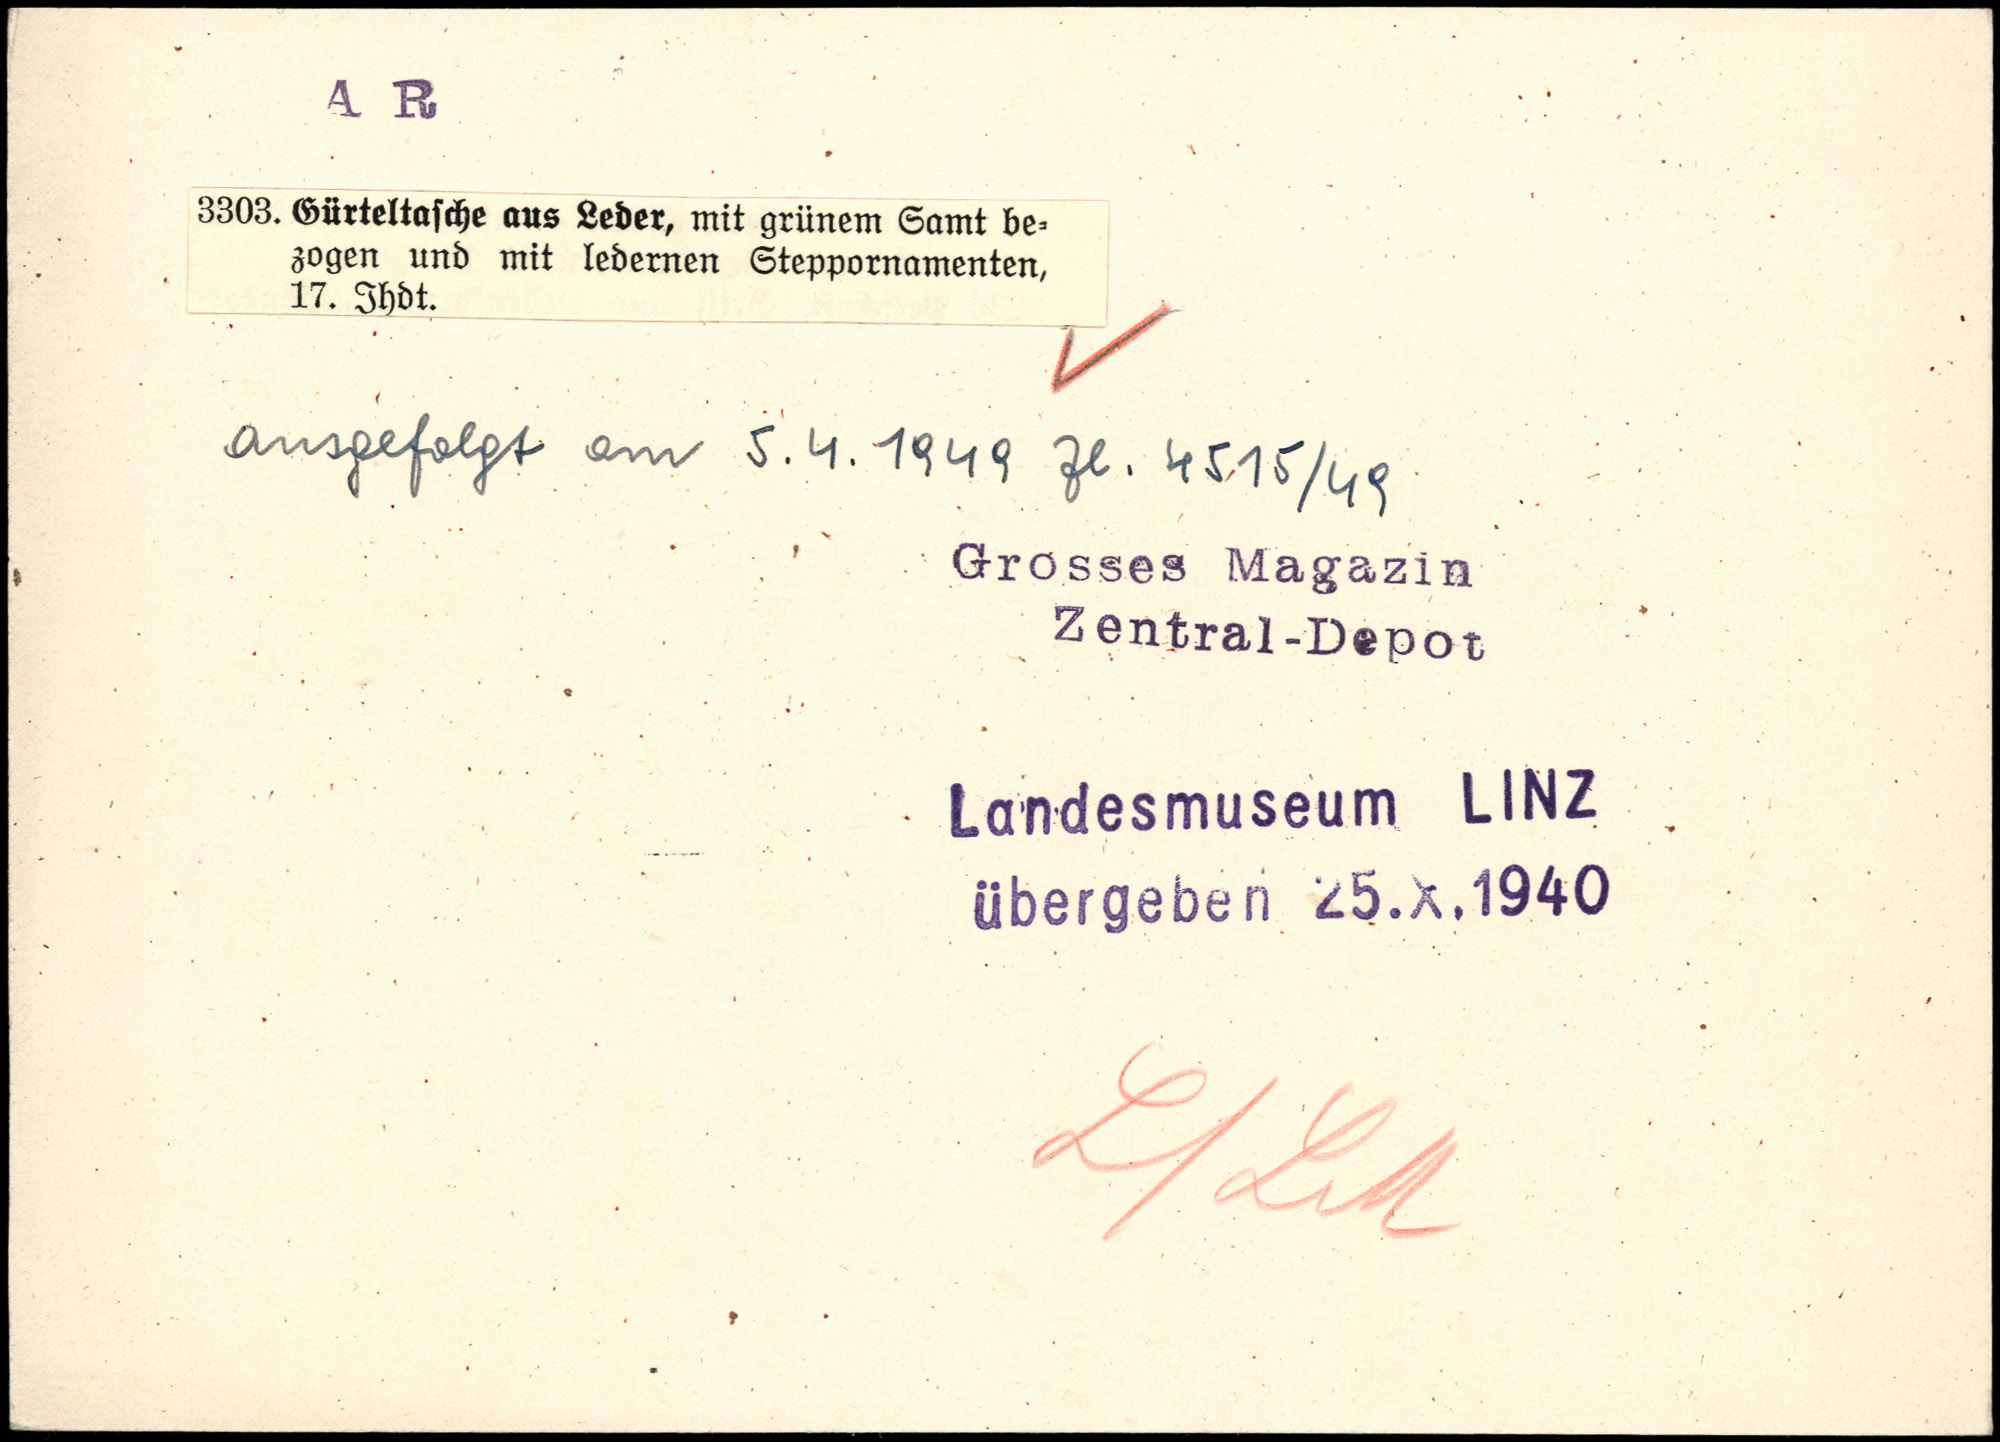 A R
3303. Gürteltasche aus Leder, mit grünem Samt be-
zogen und mit ledernen Steppornamenten,
17. Jhdt.
ausgefolgt am 5.4.1949 Zl. 4515/49
Grosses Magazin
Zentral-Depot
Landesmuseum LINZ
übergeben 25.X.1940